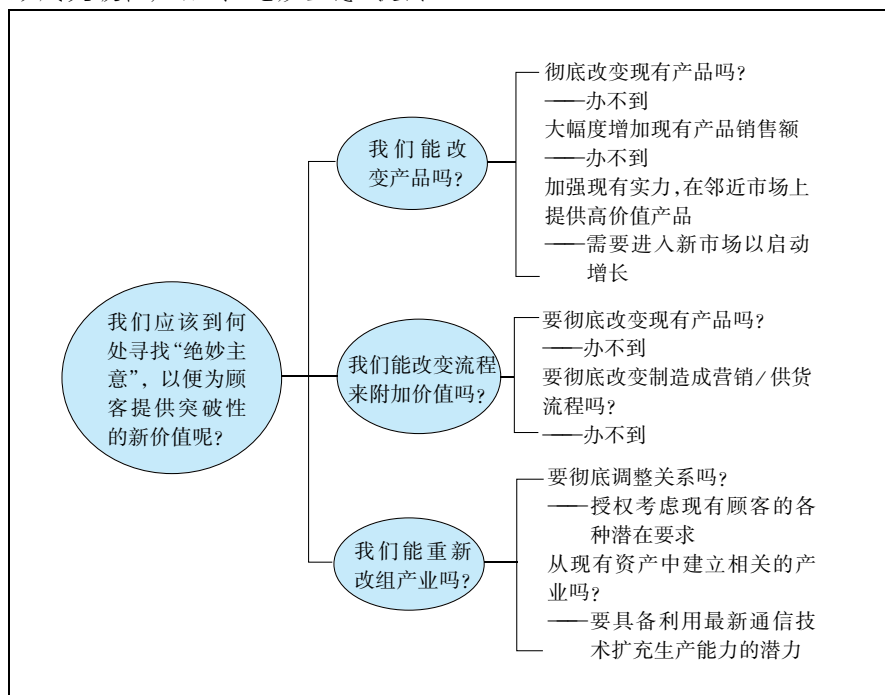 我们应该到何
处寻找“绝妙主
意”，以便为顾
客提供突破性
的新价值呢？
我们能改
变产品吗？
彻底改变现有产品吗？
——办不到
大幅度增加现有产品销售额
——办不到
加强现有实力，在邻近市场上
提供高价值产品
——需要进入新市场以启动
增长
我们能改变流程
来附加价值吗？
要彻底改变现有产品吗？
——办不到
要彻底改变制造成营销/供货
流程吗？
——办不到
我们能重新
改组产业吗？
要彻底调整关系吗？
——授权考虑现有顾客的各
种潜在要求
从现有资产中建立相关的产
业吗？
——要具备利用最新通信技
术扩充生产能力的潜力